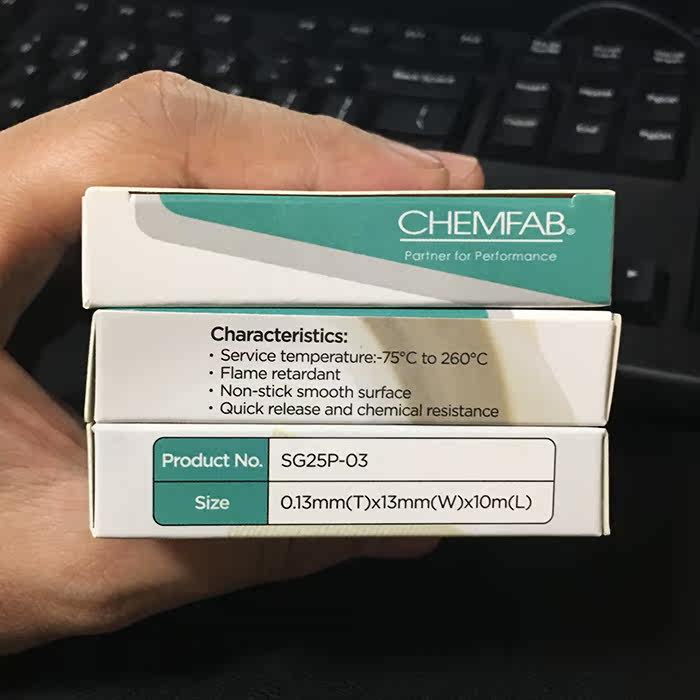 CHEMFAB®
Partner for Performance
Characteristics:
· Service temperature:-75°C to 260°C
· Flame retardant
· Non-stick smooth surface
· Quick release and chemical resistance
Product No. SG25P-03
Size 0.13mm(T)x13mm(W)x10m(L)